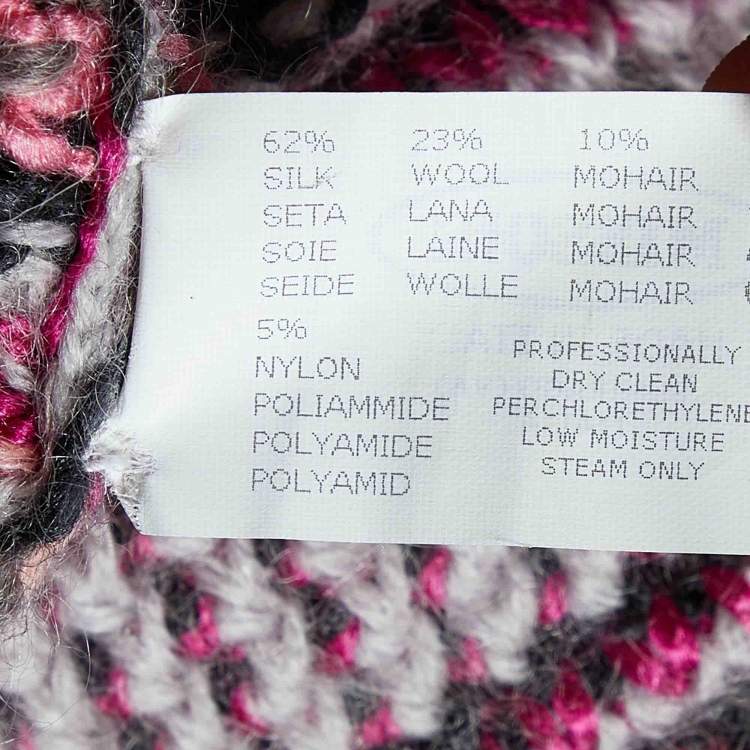 62% 23% 10%
SILK WOOL MOHAIR
SETA LANA MOHAIR
SOIE LAINE MOHAIR
SEIDE WOLLE MOHAIR
5%
NYLON
POLIAMMIDE
POLYAMIDE
POLYAMID
PROFESSIONALLY
DRY CLEAN
PERCHLORETHYLENE
LOW MOISTURE
STEAM ONLY